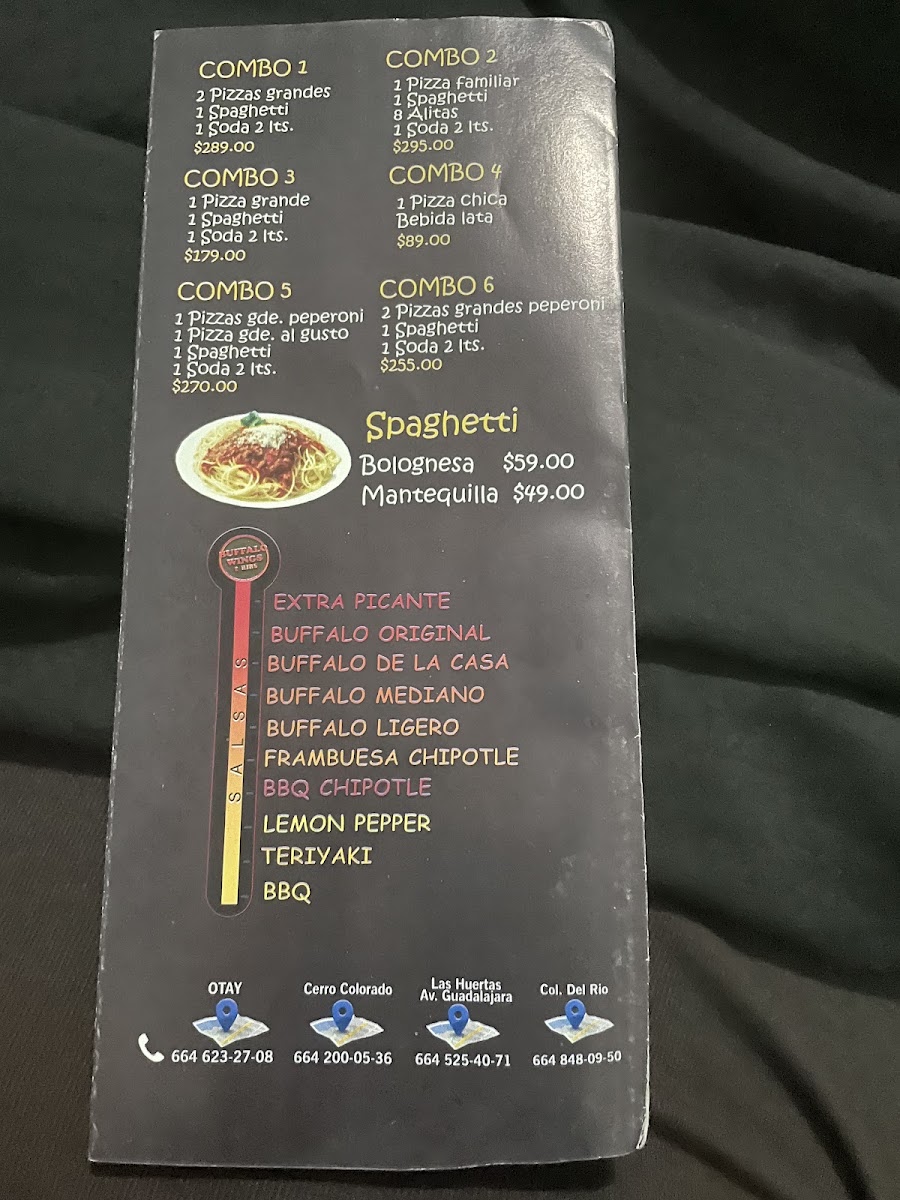 COMBO 1
2 Pizzas grandes
1 Spaghetti
1 Soda 2 lts.
$289.00
COMBO 2
1 Pizza familiar
1 Spaghetti
8 Alitas
1 Soda 2 lts.
$295.00
COMBO 3
1 Pizza grande
1 Spaghetti
1 Soda 2 lts.
$179.00
COMBO 4
1 Pizza chica
Bebida lata
$89.00
COMBO 5
1 Pizzas gde. peperoni
1 Pizza gde. al gusto
1 Spaghetti
1 Soda 2 lts.
$270.00
COMBO 6
2 Pizzas grandes peperoni
1 Spaghetti
1 Soda 2 lts.
$255.00
Spaghetti
Bolognesa $59.00
Mantequilla $49.00
BUFFALO
WINGS
& RIBS
SALSAS
EXTRA PICANTE
BUFFALO ORIGINAL
BUFFALO DE LA CASA
BUFFALO MEDIANO
BUFFALO LIGERO
FRAMBUESA CHIPOTLE
BBQ CHIPOTLE
LEMON PEPPER
TERIYAKI
BBQ
OTAY
664 623-27-08
Cerro Colorado
664 200-05-36
Las Huertas
Av. Guadalajara
664 525-40-71
Col. Del Rio
664 848-09-50